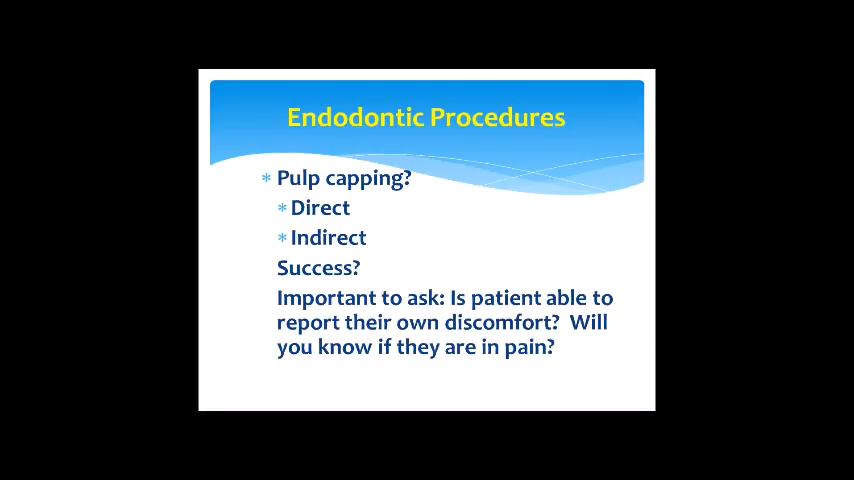 Endodontic Procedures
* Pulp capping?
* Direct
* Indirect
Success?
Important to ask: Is patient able to
report their own discomfort? Will
you know if they are in pain?